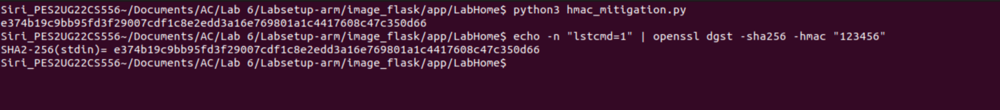 Siri_PES2UG22CS556~/Documents/AC/Lab 6/Labsetup-arm/image_flask/app/LabHome$ python3 hmac_mitigation.py
e374b19c9bb95fd3f29007cdf1c8e2edd3a16e769801a1c4417608c47c350d66
Siri_PES2UG22CS556~/Documents/AC/Lab 6/Labsetup-arm/image_flask/app/LabHome$ echo -n "lstcmd=1" | openssl dgst -sha256 -hmac "123456"
SHA2-256(stdin)= e374b19c9bb95fd3f29007cdf1c8e2edd3a16e769801a1c4417608c47c350d66
Siri_PES2UG22CS556~/Documents/AC/Lab 6/Labsetup-arm/image_flask/app/LabHome$